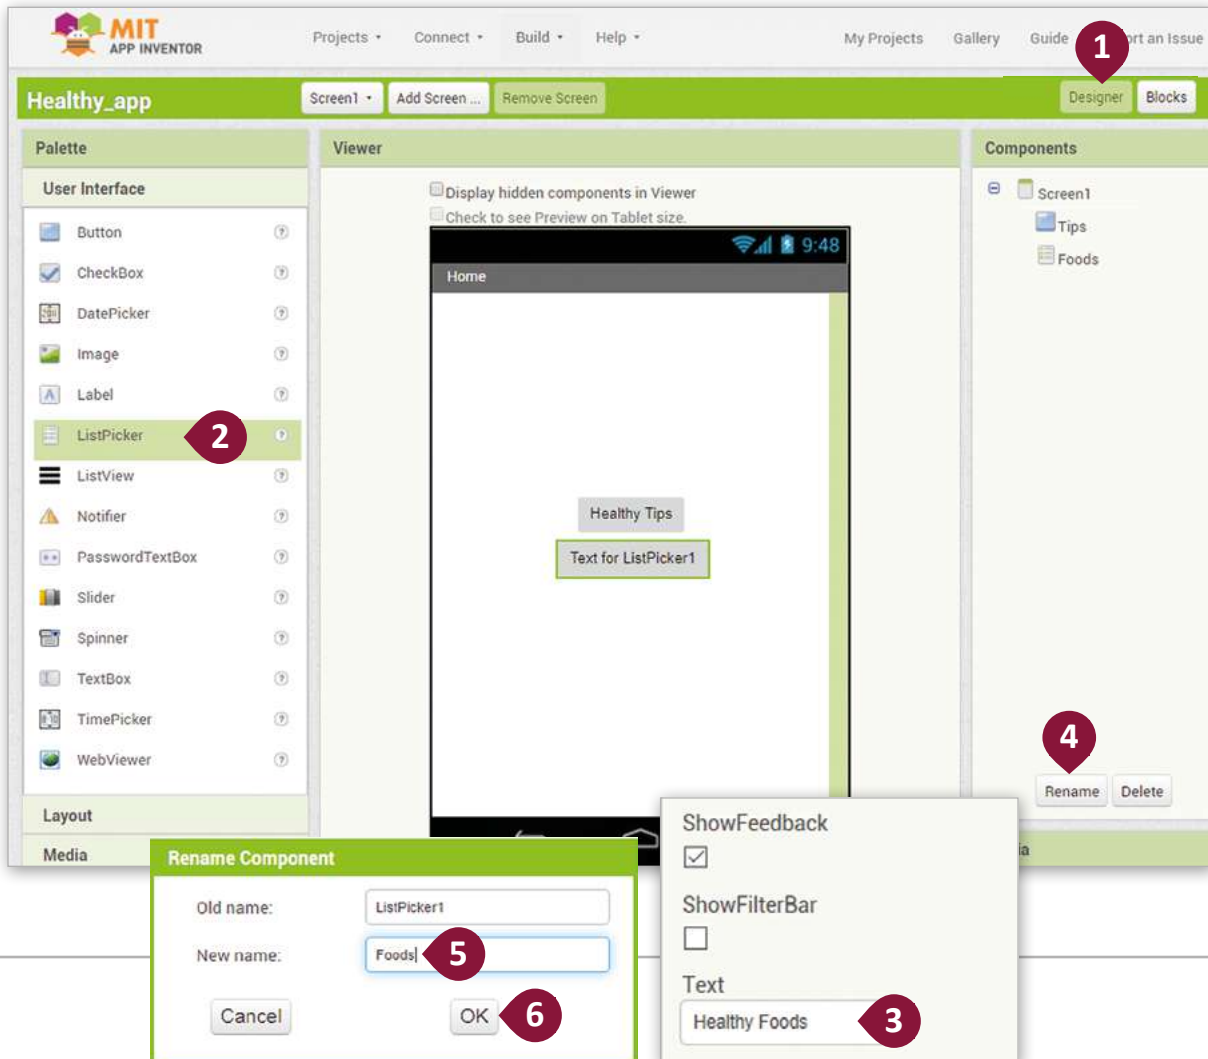 MIT
APP INVENTOR
Projects Connect Build Help My Projects Gallery Guide ort an Issue
1
Healthy_app Screen1 Add Screen ... Remove Screen Designer Blocks
Palette Viewer Components
User Interface
Display hidden components in Viewer
Check to see Preview on Tablet size.
Screen1
Tips
Foods
9:48
Home
Button
CheckBox
DatePicker
Image
Label
ListPicker 2
ListView
Notifier
PasswordTextBox
Slider
Spinner
TextBox
TimePicker
WebViewer
Healthy Tips
Text for ListPicker1
4
Rename Delete
Layout
Media
ia
Rename Component
Old name: ListPicker1
New name: Foods 5
Cancel OK 6
ShowFeedback
ShowFilterBar
Text
Healthy Foods 3